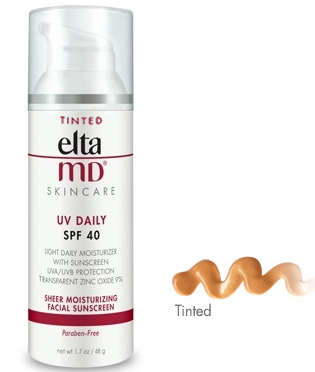 TINTED
elta
MD®
SKINCARE
UV DAILY
SPF 40
LIGHT DAILY MOISTURIZER
WITH SUNSCREEN
UVA/UVB PROTECTION
TRANSPARENT ZINC OXIDE 9%
SHEER MOISTURIZING
FACIAL SUNSCREEN
Paraben-Free
net wt 1.7 oz / 48 g
Tinted